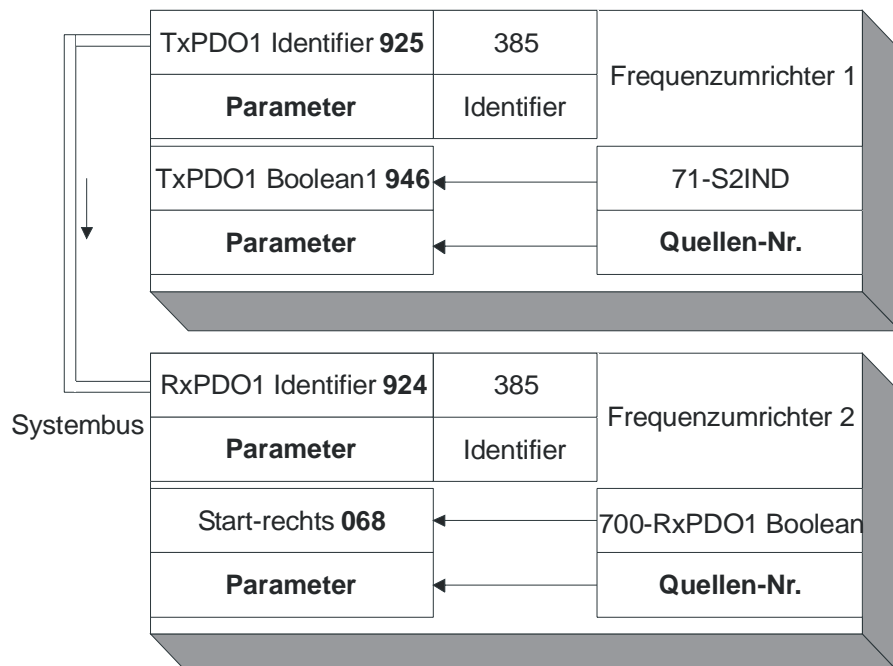 TxPDO1 Identifier 925 385 Frequenzumrichter 1
Parameter Identifier
TxPDO1 Boolean1 946 71-S2IND
Parameter Quellen-Nr.
RxPDO1 Identifier 924 385 Frequenzumrichter 2
Systembus
Parameter Identifier
Start-rechts 068 700-RxPDO1 Boolean
Parameter Quellen-Nr.